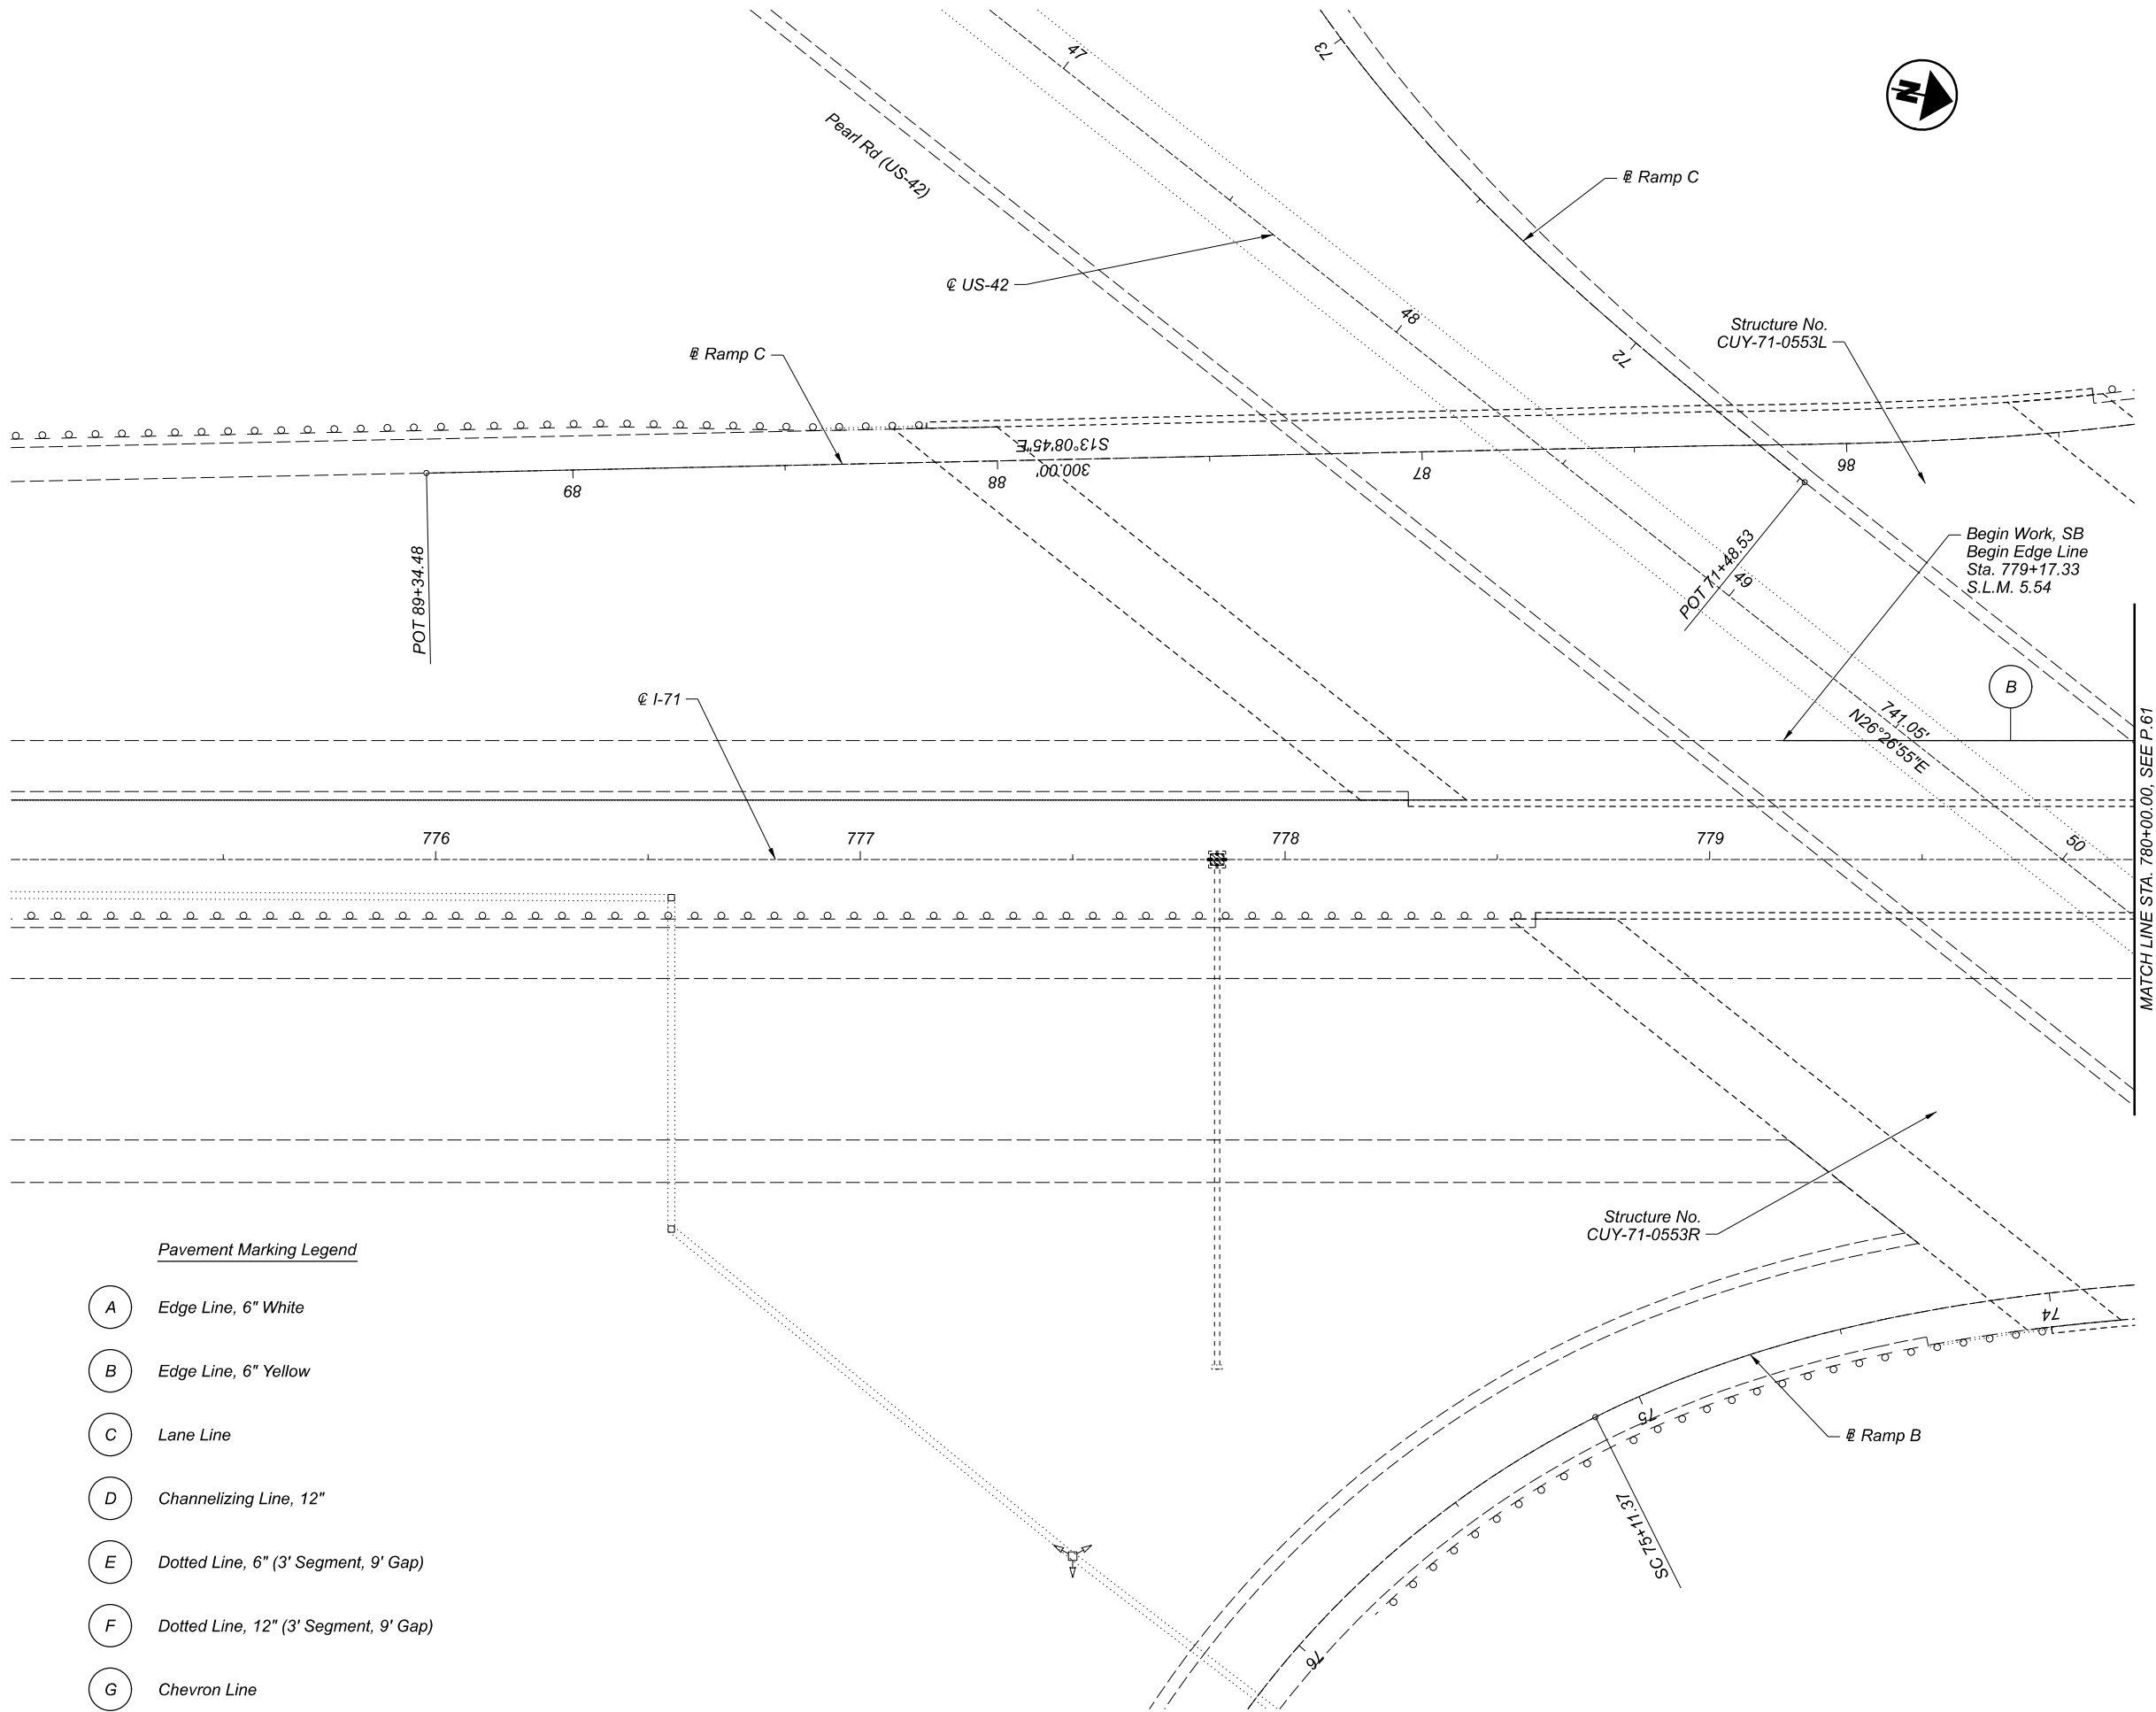 47
73
N
Pearl Rd (US-42)
℄ Ramp C
℄ US-42
48
Structure No.
CUY-71-0553L
72
℄ Ramp C
S13°08'45"E
300.00'
89
88
87
86
POT 89+34.48
POT 71+48.53
49
Begin Work, SB
Begin Edge Line
Sta. 779+17.33
S.L.M. 5.54
B
℄ I-71
741.05'
N26°26'55"E
MATCH LINE STA. 780+00.00, SEE P.61
776
777
778
779
50
Structure No.
CUY-71-0553R
74
75
℄ Ramp B
SC 75+11.37
76
Pavement Marking Legend
A Edge Line, 6" White
B Edge Line, 6" Yellow
C Lane Line
D Channelizing Line, 12"
E Dotted Line, 6" (3' Segment, 9' Gap)
F Dotted Line, 12" (3' Segment, 9' Gap)
G Chevron Line